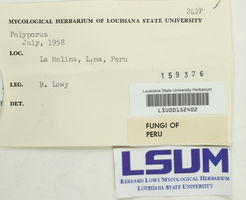 242P
MYCOLOGICAL HERBARIUM OF LOUISIANA STATE UNIVERSITY
Polyporus
July, 1958
LOC. La Molina, Lima, Peru
159376
LEG. B. Lowy
Louisiana State University Herbarium
LSU00152402
DET.
FUNGI OF
PERU
LSUM
BERNARD LOWY MYCOLOGICAL HERBARIUM
LOUISIANA STATE UNIVERSITY